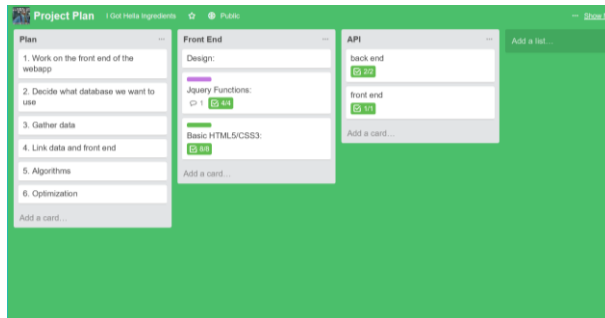 Project Plan
I Got Hella Ingredients
Public
Show
Plan
1. Work on the front end of the
webapp
2. Decide what database we want to
use
3. Gather data
4. Link data and front end
5. Algorithms
6. Optimization
Add a card...
Front End
Design:
Jquery Functions:
1 4/4
Basic HTML5/CSS3:
8/8
Add a card...
API
back end
2/2
front end
1/1
Add a card...
Add a list...